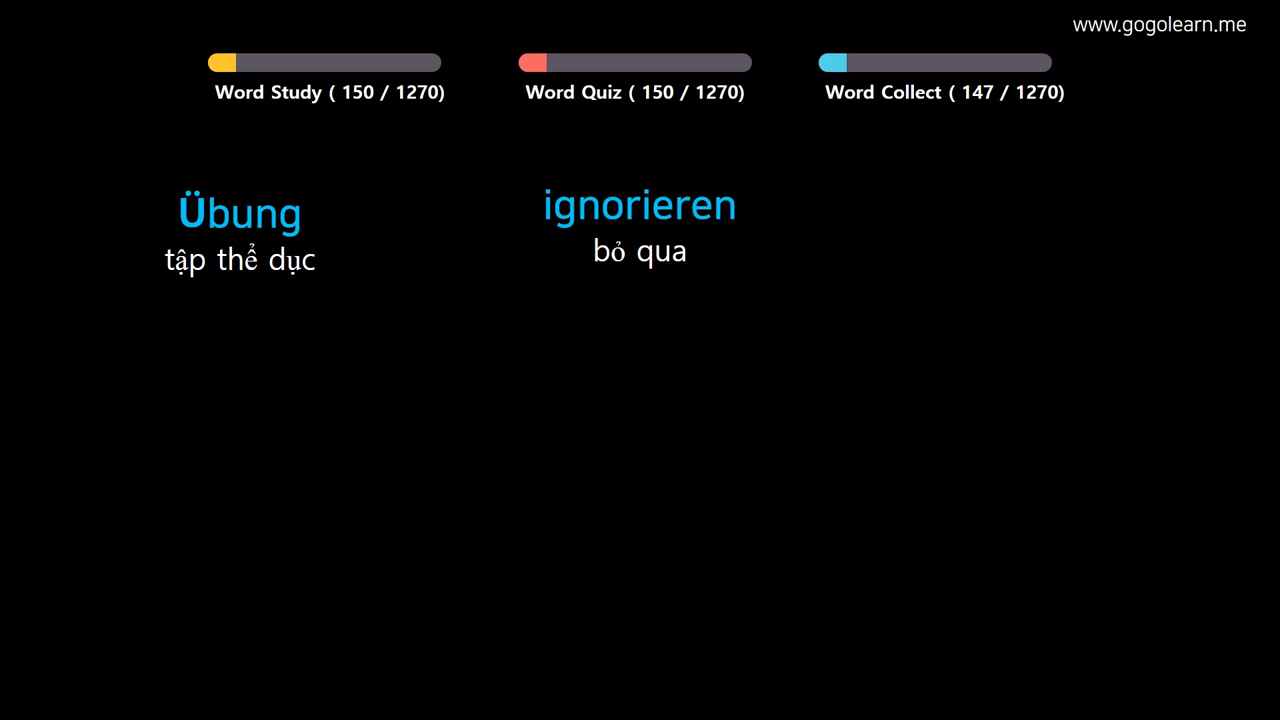 www.gogolearn.me
Word Study ( 150 / 1270)
Word Quiz ( 150 / 1270)
Word Collect ( 147 / 1270)
Übung
tập thể dục
ignorieren
bỏ qua